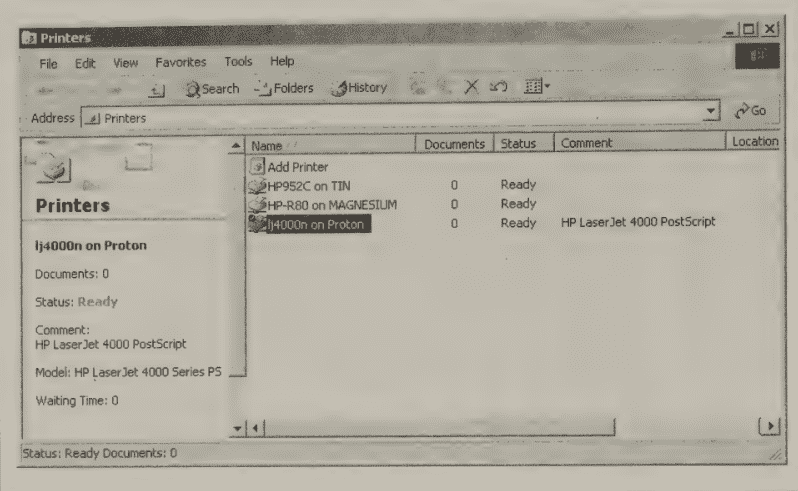 Printers
File Edit View Favorites Tools Help
Search Folders History
Address Printers Go
Name Documents Status Comment Location
Add Printer
HP952C on TIN 0 Ready
HP-R80 on MAGNESIUM 0 Ready
lj4000n on Proton 0 Ready HP LaserJet 4000 PostScript
Printers
lj4000n on Proton
Documents: 0
Status: Ready
Comment:
HP LaserJet 4000 PostScript
Model: HP LaserJet 4000 Series PS
Waiting Time: 0
Status: Ready Documents: 0